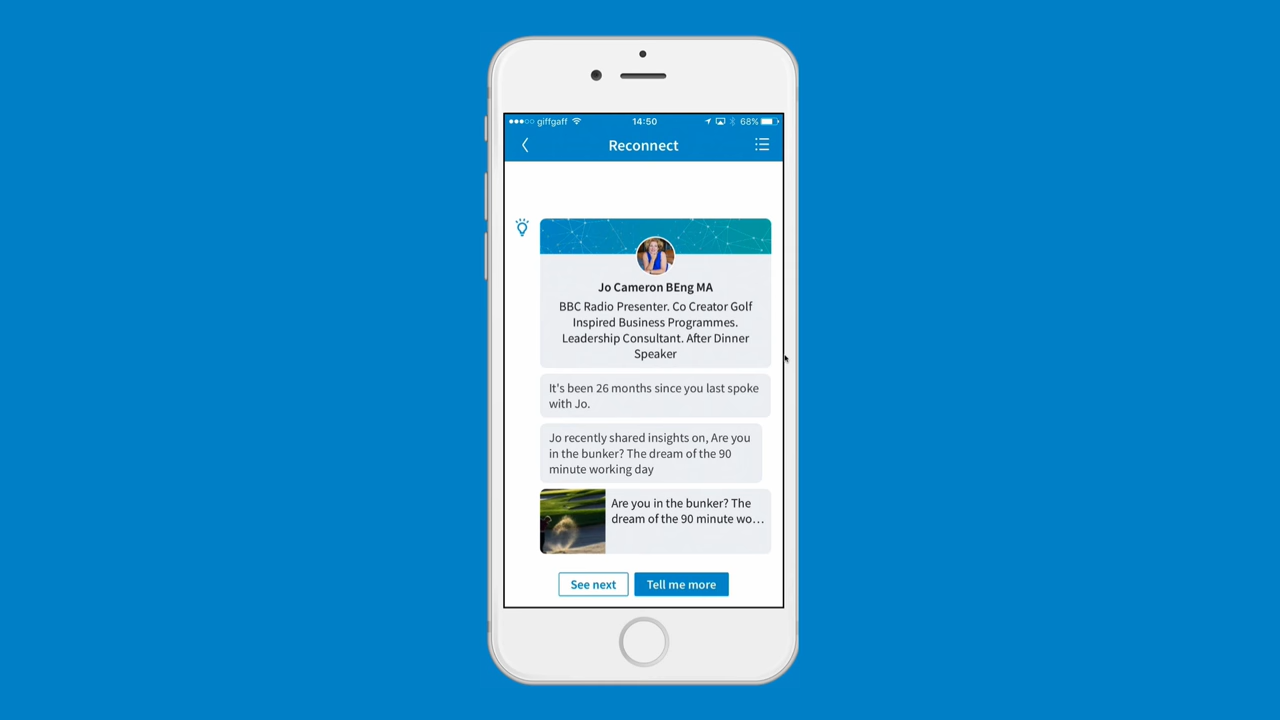 giffgaff
14:50
68%
Reconnect
Jo Cameron BEng MA
BBC Radio Presenter. Co Creator Golf
Inspired Business Programmes.
Leadership Consultant. After Dinner
Speaker
It's been 26 months since you last spoke
with Jo.
Jo recently shared insights on, Are you
in the bunker? The dream of the 90
minute working day
Are you in the bunker? The
dream of the 90 minute wo…
See next
Tell me more